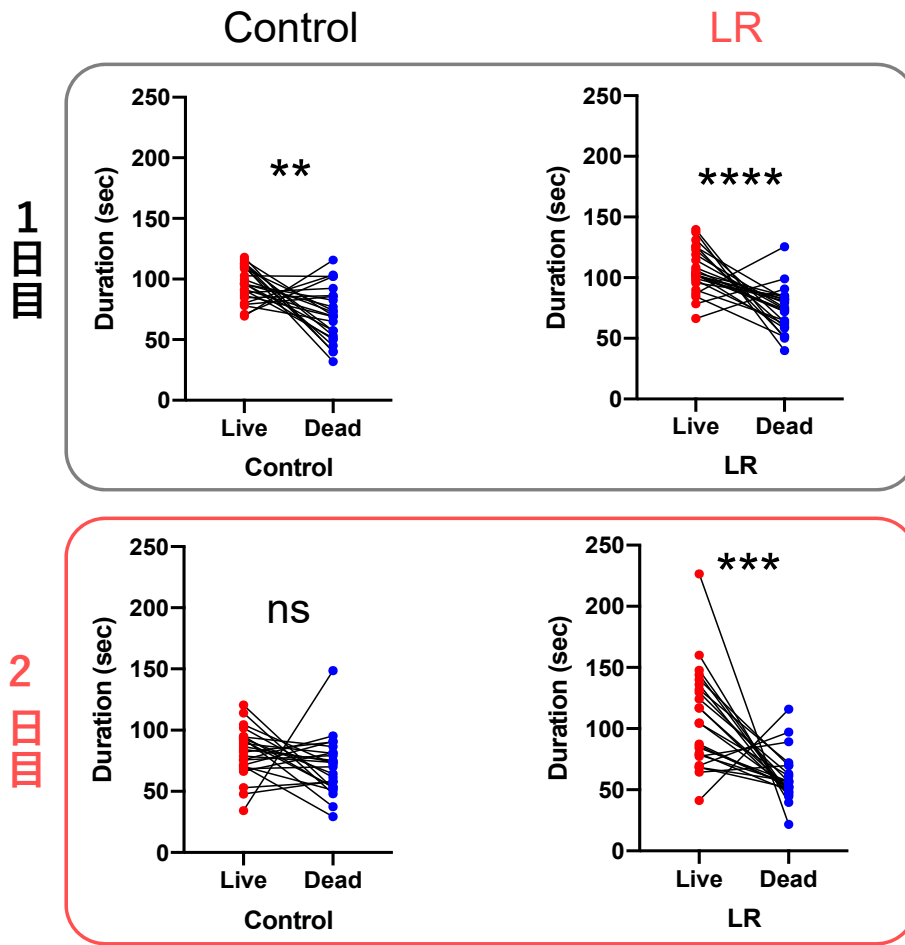 Control
LR
1日目
250
200
150
100
50
0
Duration (sec)
**
Live Dead
Control
250
200
150
100
50
0
Duration (sec)
****
Live Dead
LR
2日目
250
200
150
100
50
0
Duration (sec)
ns
Live Dead
Control
250
200
150
100
50
0
Duration (sec)
***
Live Dead
LR